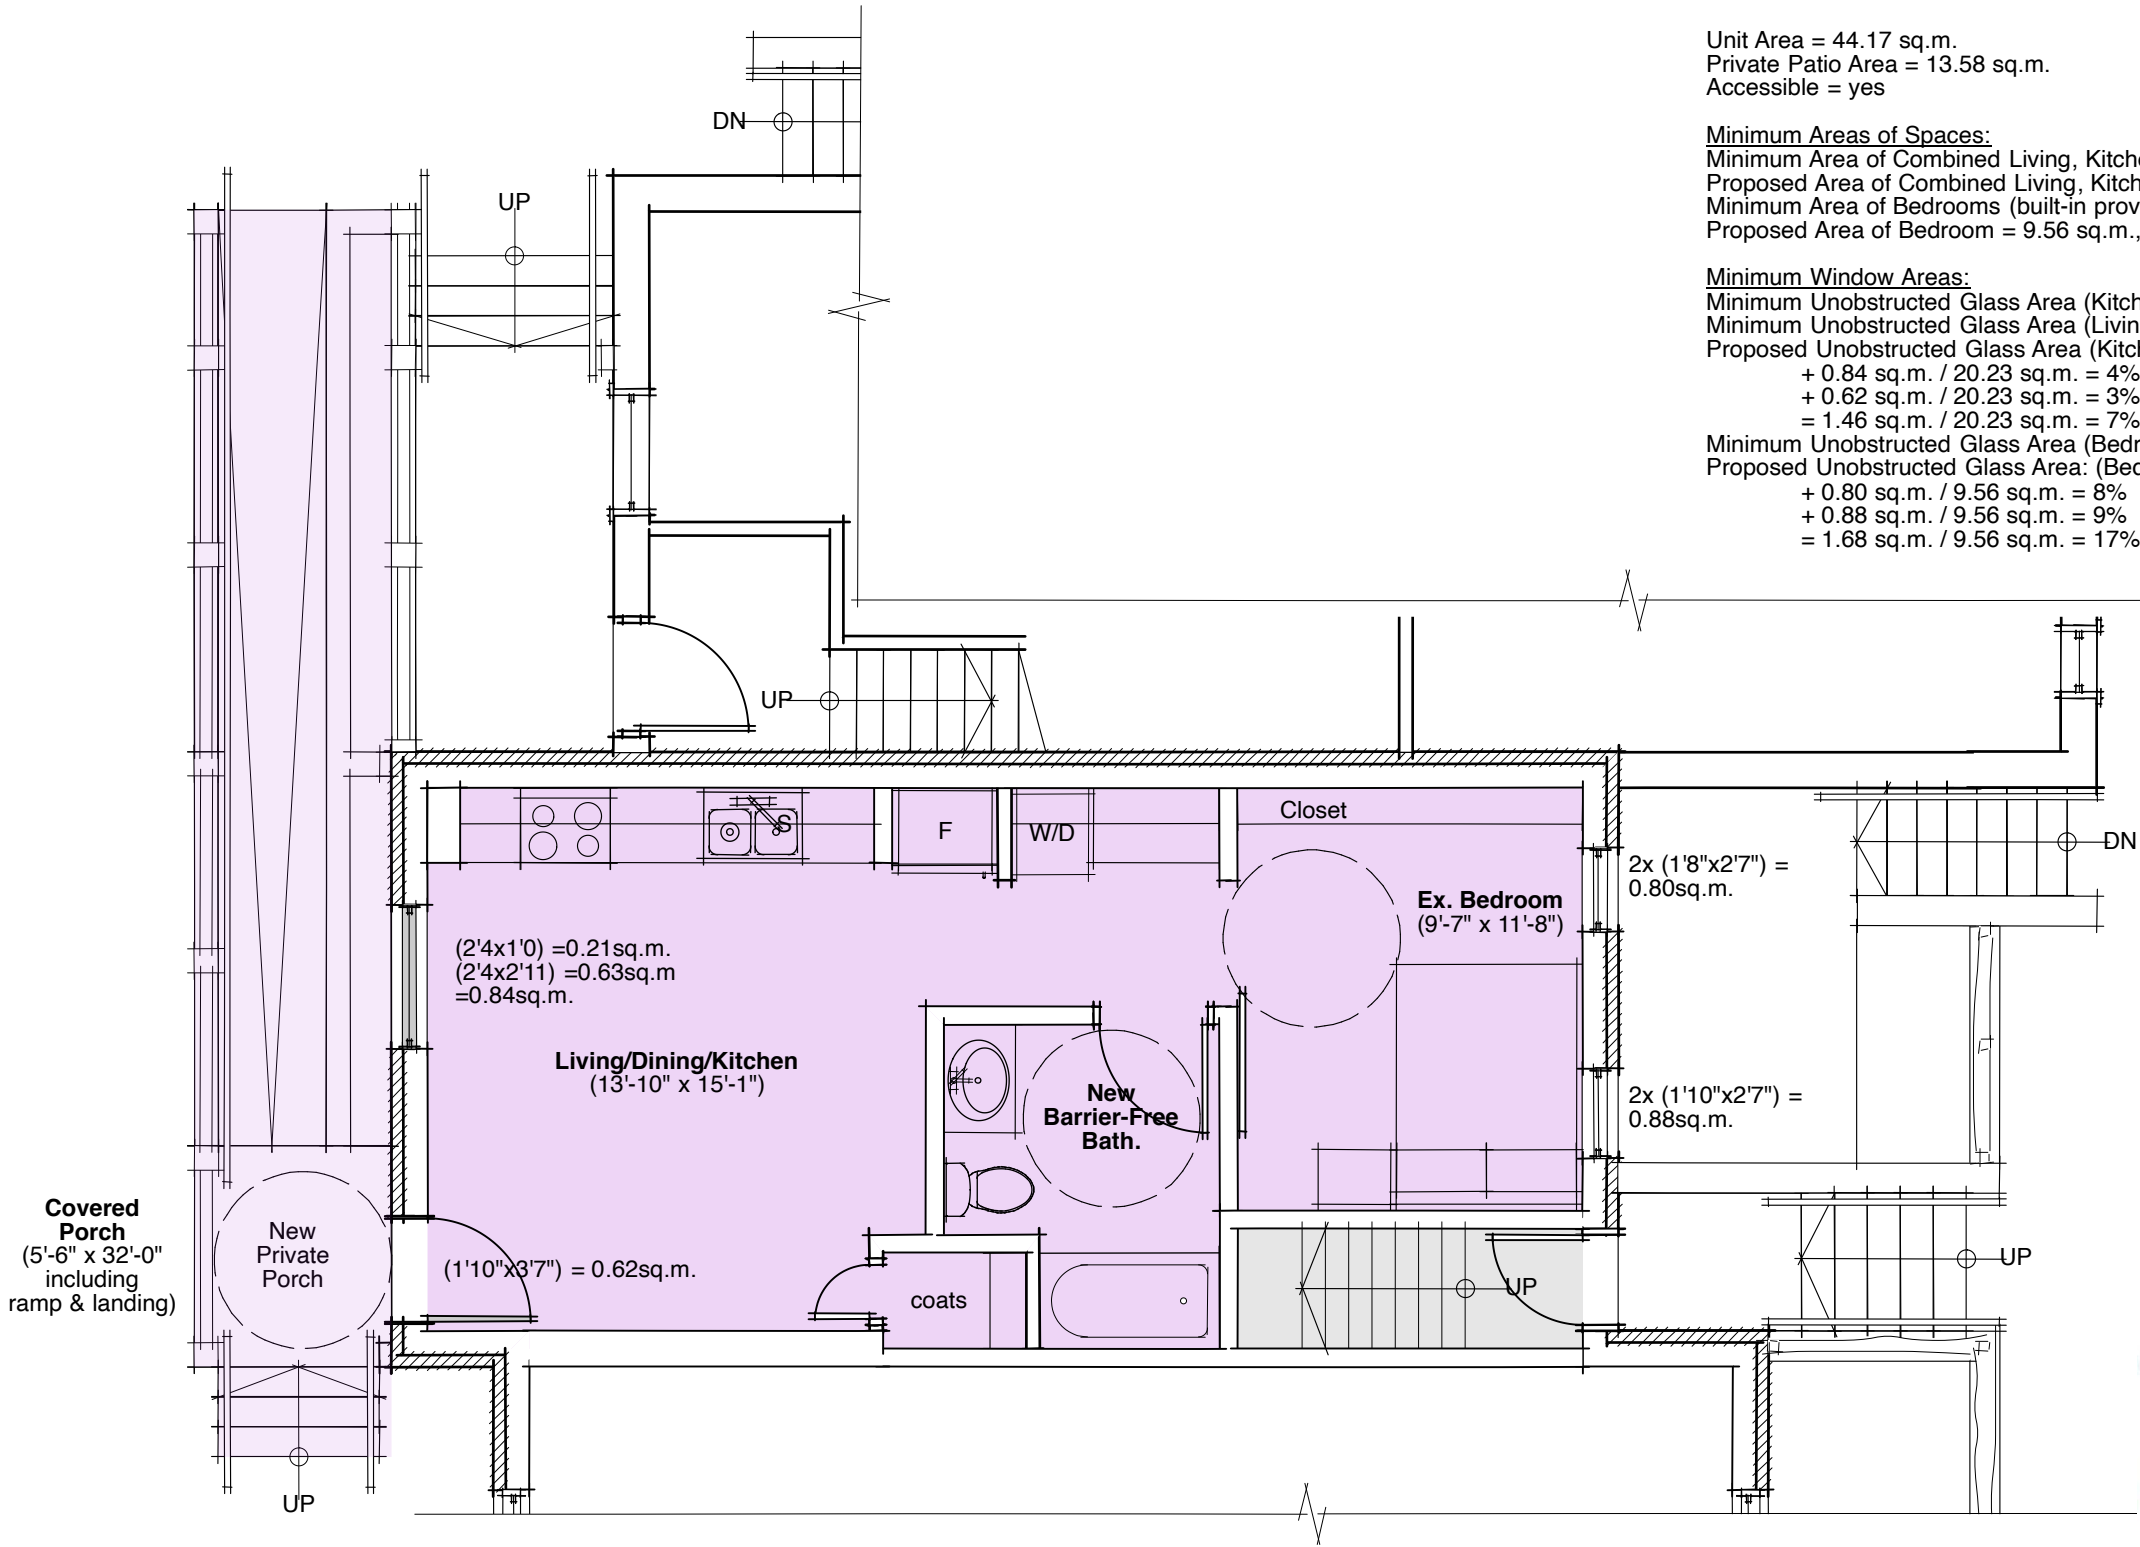 Unit Area = 44.17 sq.m.
Private Patio Area = 13.58 sq.m.
Accessible = yes
Minimum Areas of Spaces:
Minimum Area of Combined Living, Kitch
Proposed Area of Combined Living, Kitch
Minimum Area of Bedrooms (built-in prov
Proposed Area of Bedroom = 9.56 sq.m.,
Minimum Window Areas:
Minimum Unobstructed Glass Area (Kitch
Minimum Unobstructed Glass Area (Livin
Proposed Unobstructed Glass Area (Kitch
+ 0.84 sq.m. / 20.23 sq.m. = 4%
+ 0.62 sq.m. / 20.23 sq.m. = 3%
= 1.46 sq.m. / 20.23 sq.m. = 7%
Minimum Unobstructed Glass Area (Bedr
Proposed Unobstructed Glass Area: (Bed
+ 0.80 sq.m. / 9.56 sq.m. = 8%
+ 0.88 sq.m. / 9.56 sq.m. = 9%
= 1.68 sq.m. / 9.56 sq.m. = 17%
DN
UP
UP
S
F
W/D
Closet
DN
2x (1'8"x2'7") =
0.80sq.m.
Ex. Bedroom
(9'-7" x 11'-8")
(2'4x1'0) =0.21sq.m.
(2'4x2'11) =0.63sq.m
=0.84sq.m.
Living/Dining/Kitchen
(13'-10" x 15'-1")
New
Barrier-Free
Bath.
2x (1'10"x2'7") =
0.88sq.m.
Covered
Porch
(5'-6" x 32'-0"
including
ramp & landing)
New
Private
Porch
(1'10"x3'7") = 0.62sq.m.
coats
UP
UP
UP